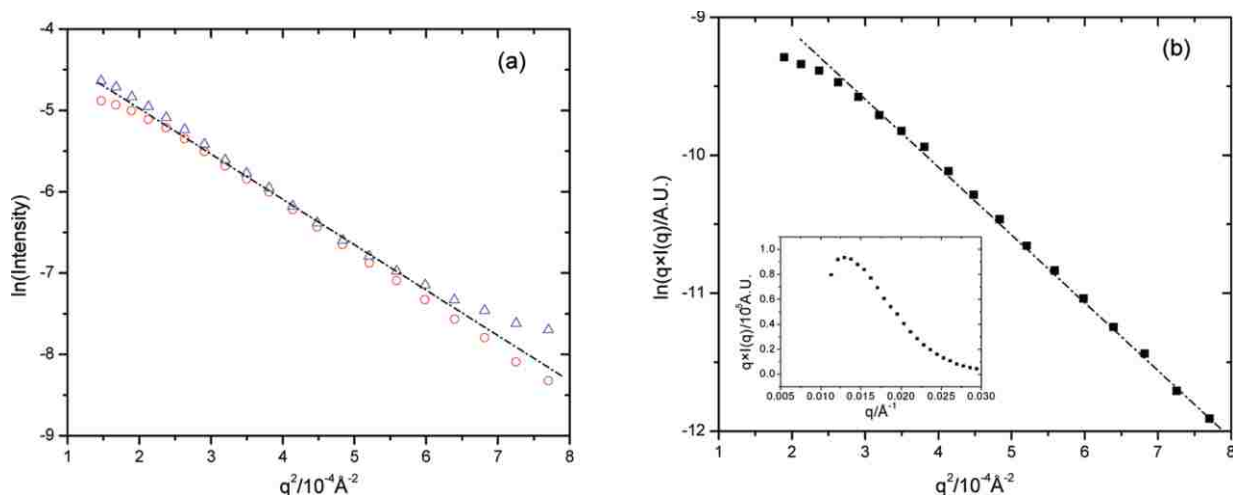 (a)
ln(Intensity)
-4
-5
-6
-7
-8
-9
1 2 3 4 5 6 7 8
q²/10⁻⁴Å⁻²
(b)
ln(q×I(q)/A.U.)
-9
-10
-11
-12
1 2 3 4 5 6 7 8
q²/10⁻⁴Å⁻²
q×I(q)/10⁵A.U.
1.0
0.8
0.6
0.4
0.2
0.0
0.005 0.010 0.015 0.020 0.025 0.030
q/Å⁻¹